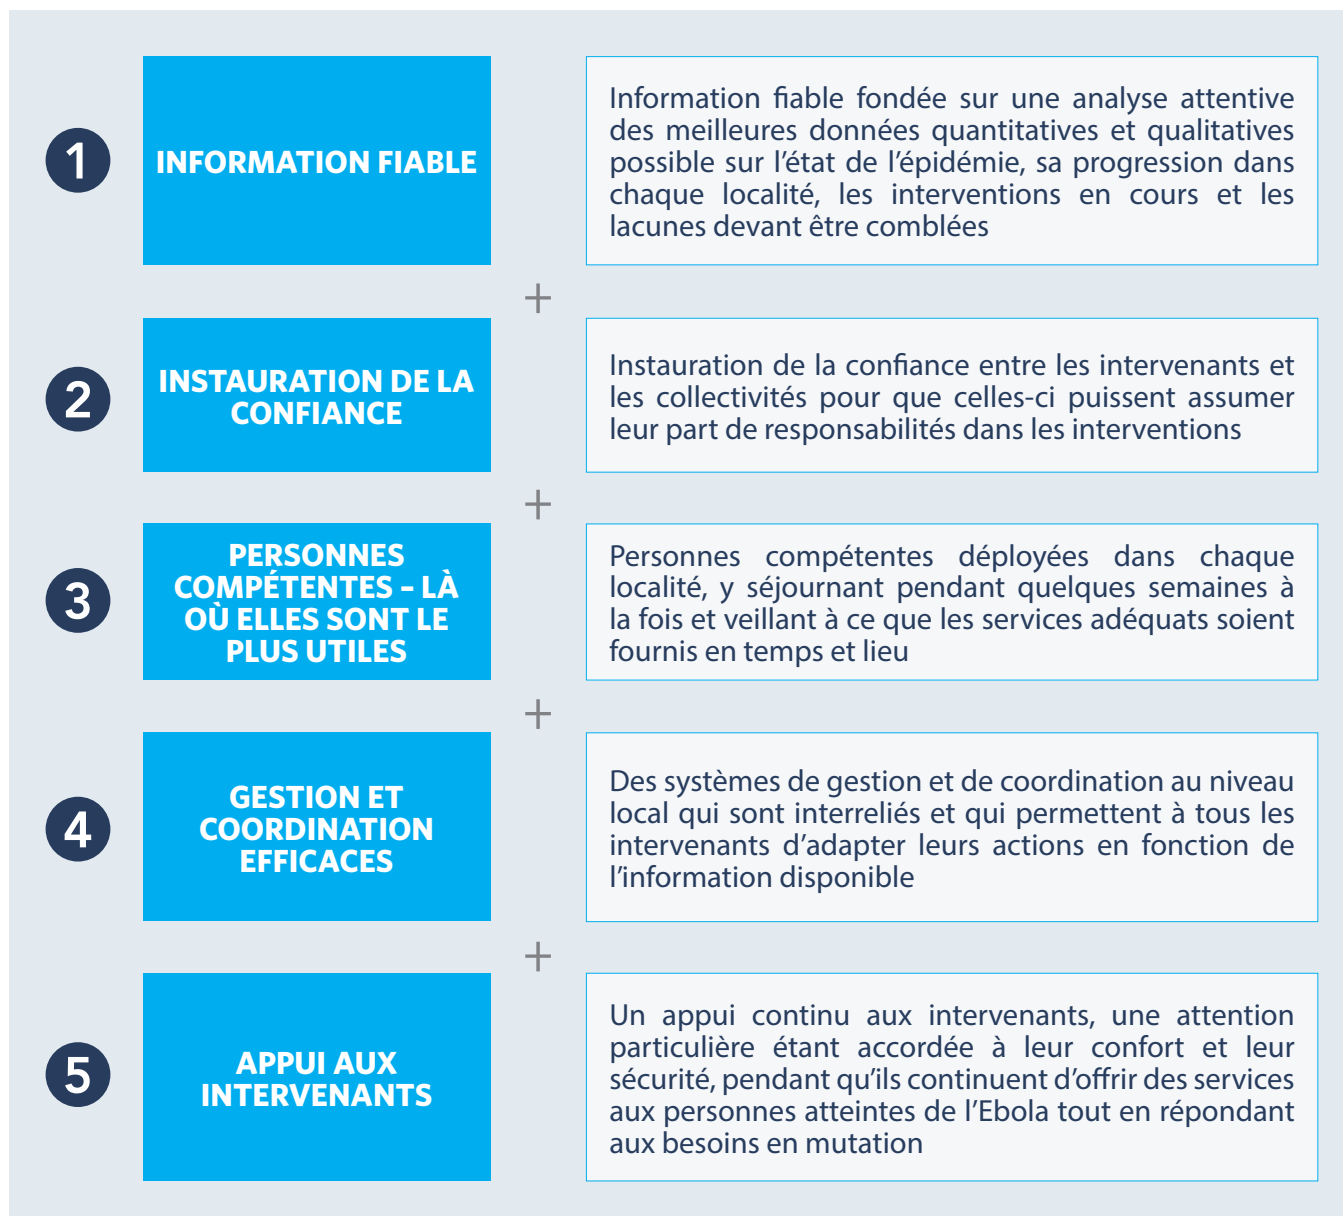 1
INFORMATION FIABLE
Information fiable fondée sur une analyse attentive
des meilleures données quantitatives et qualitatives
possible sur l’état de l’épidémie, sa progression dans
chaque localité, les interventions en cours et les
lacunes devant être comblées
+
2
INSTAURATION DE LA
CONFIANCE
Instauration de la confiance entre les intervenants et
les collectivités pour que celles-ci puissent assumer
leur part de responsabilités dans les interventions
+
3
PERSONNES
COMPÉTENTES – LÀ
OÙ ELLES SONT LE
PLUS UTILES
Personnes compétentes déployées dans chaque
localité, y séjournant pendant quelques semaines à
la fois et veillant à ce que les services adéquats soient
fournis en temps et lieu
+
4
GESTION ET
COORDINATION
EFFICACES
Des systèmes de gestion et de coordination au niveau
local qui sont interreliés et qui permettent à tous les
intervenants d’adapter leurs actions en fonction de
l’information disponible
+
5
APPUI AUX
INTERVENANTS
Un appui continu aux intervenants, une attention
particulière étant accordée à leur confort et leur
sécurité, pendant qu’ils continuent d’offrir des services
aux personnes atteintes de l’Ebola tout en répondant
aux besoins en mutation